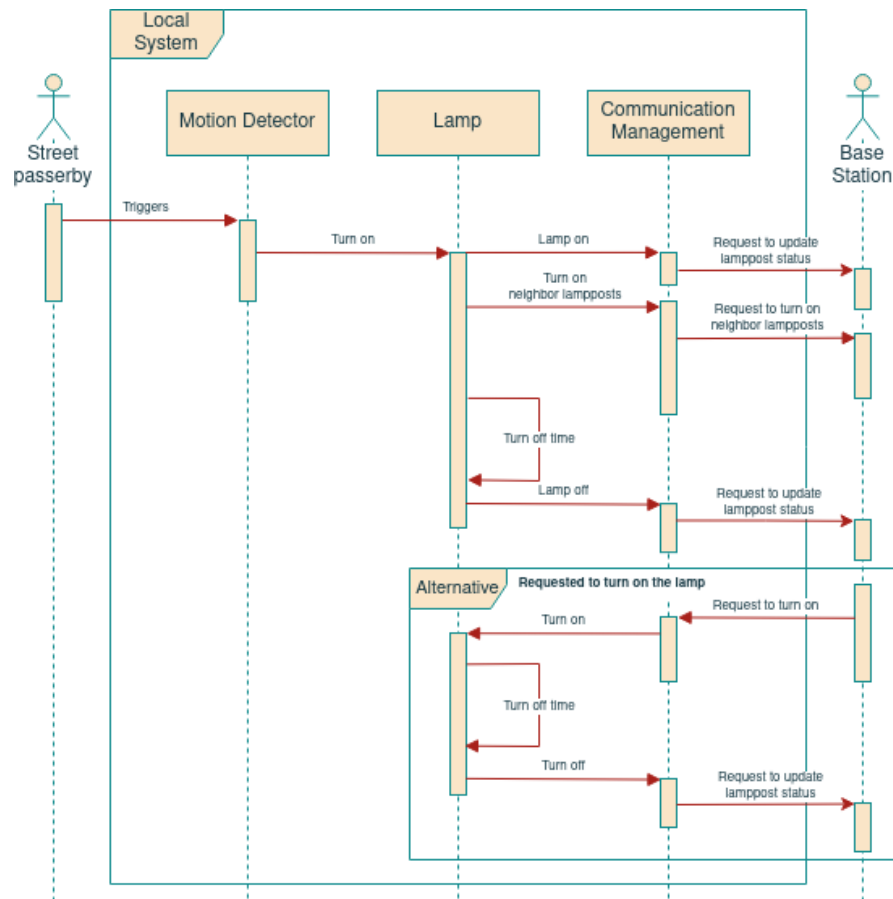 Local
System
Motion Detector
Lamp
Communication
Management
Street
passerby
Base
Station
Triggers
Turn on
Lamp on
Request to update
lamppost status
Turn on
neighbor lampposts
Request to turn on
neighbor lampposts
Turn off time
Lamp off
Request to update
lamppost status
Alternative
Requested to turn on the lamp
Request to turn on
Turn on
Turn off time
Turn off
Request to update
lamppost status